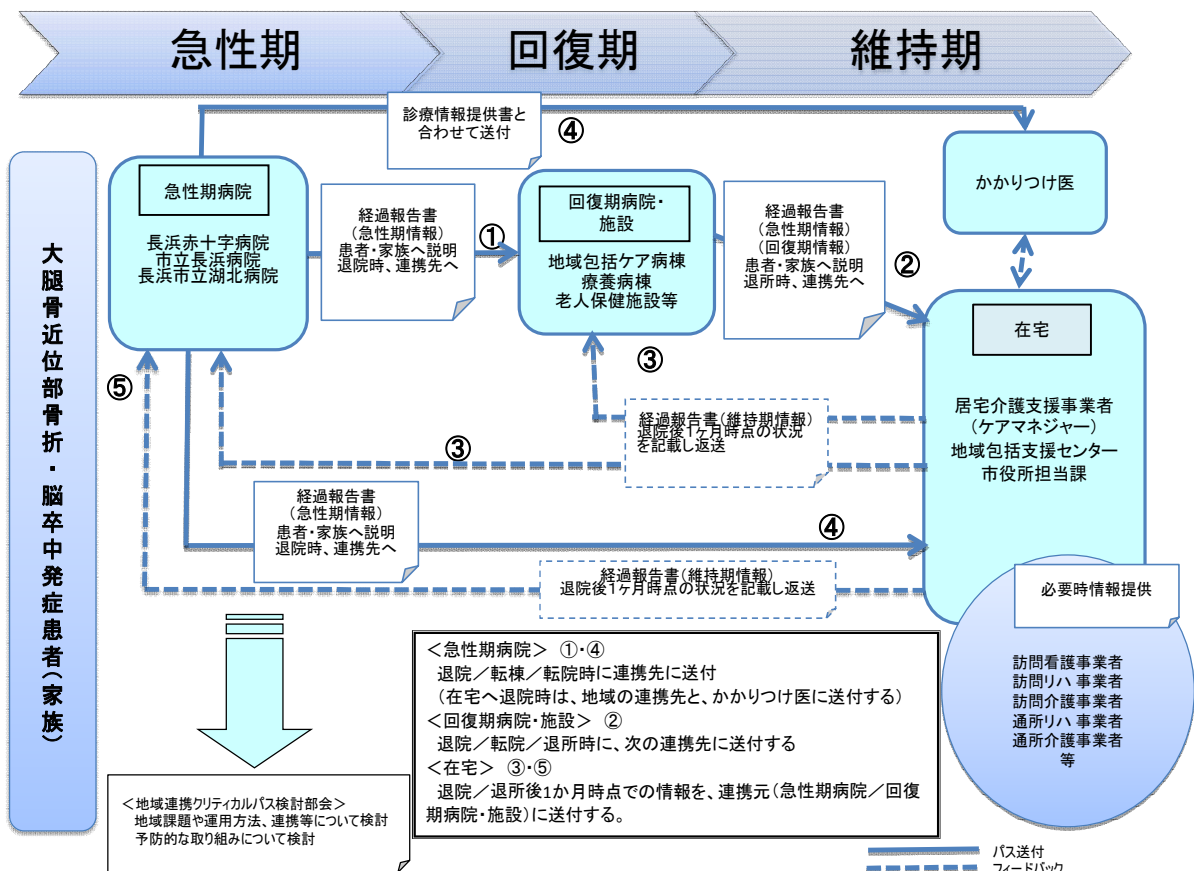 急性期
回復期
維持期
診療情報提供書と
合わせて送付
④
大腿骨近位部骨折・脳卒中発症患者（家族）
急性期病院
長浜赤十字病院
市立長浜病院
長浜市立湖北病院
経過報告書
（急性期情報）
患者・家族へ説明
退院時、連携先へ
①
回復期病院・
施設
地域包括ケア病棟
療養病棟
老人保健施設等
経過報告書
（急性期情報）
（回復期情報）
患者・家族へ説明
退所時、連携先へ
②
かかりつけ医
在宅
居宅介護支援事業者
（ケアマネジャー）
地域包括支援センター
市役所担当課
③
⑤
経過報告書（維持期情報）
退院後1ヶ月時点の状況
を記載し返送
③
経過報告書
（急性期情報）
患者・家族へ説明
退院時、連携先へ
④
経過報告書（維持期情報）
退院後1ヶ月時点の状況を記載し返送
必要時情報提供
訪問看護事業者
訪問リハ 事業者
訪問介護事業者
通所リハ 事業者
通所介護事業者
等
＜急性期病院＞ ①・④
退院／転棟／転院時に連携先に送付
（在宅へ退院時は、地域の連携先と、かかりつけ医に送付する）
＜回復期病院・施設＞ ②
退院／転院／退所時に、次の連携先に送付する
＜在宅＞ ③・⑤
退院／退所後1か月時点での情報を、連携元（急性期病院／回復
期病院・施設）に送付する。
＜地域連携クリティカルパス検討部会＞
地域課題や運用方法、連携等について検討
予防的な取り組みについて検討
パス送付
フィードバック